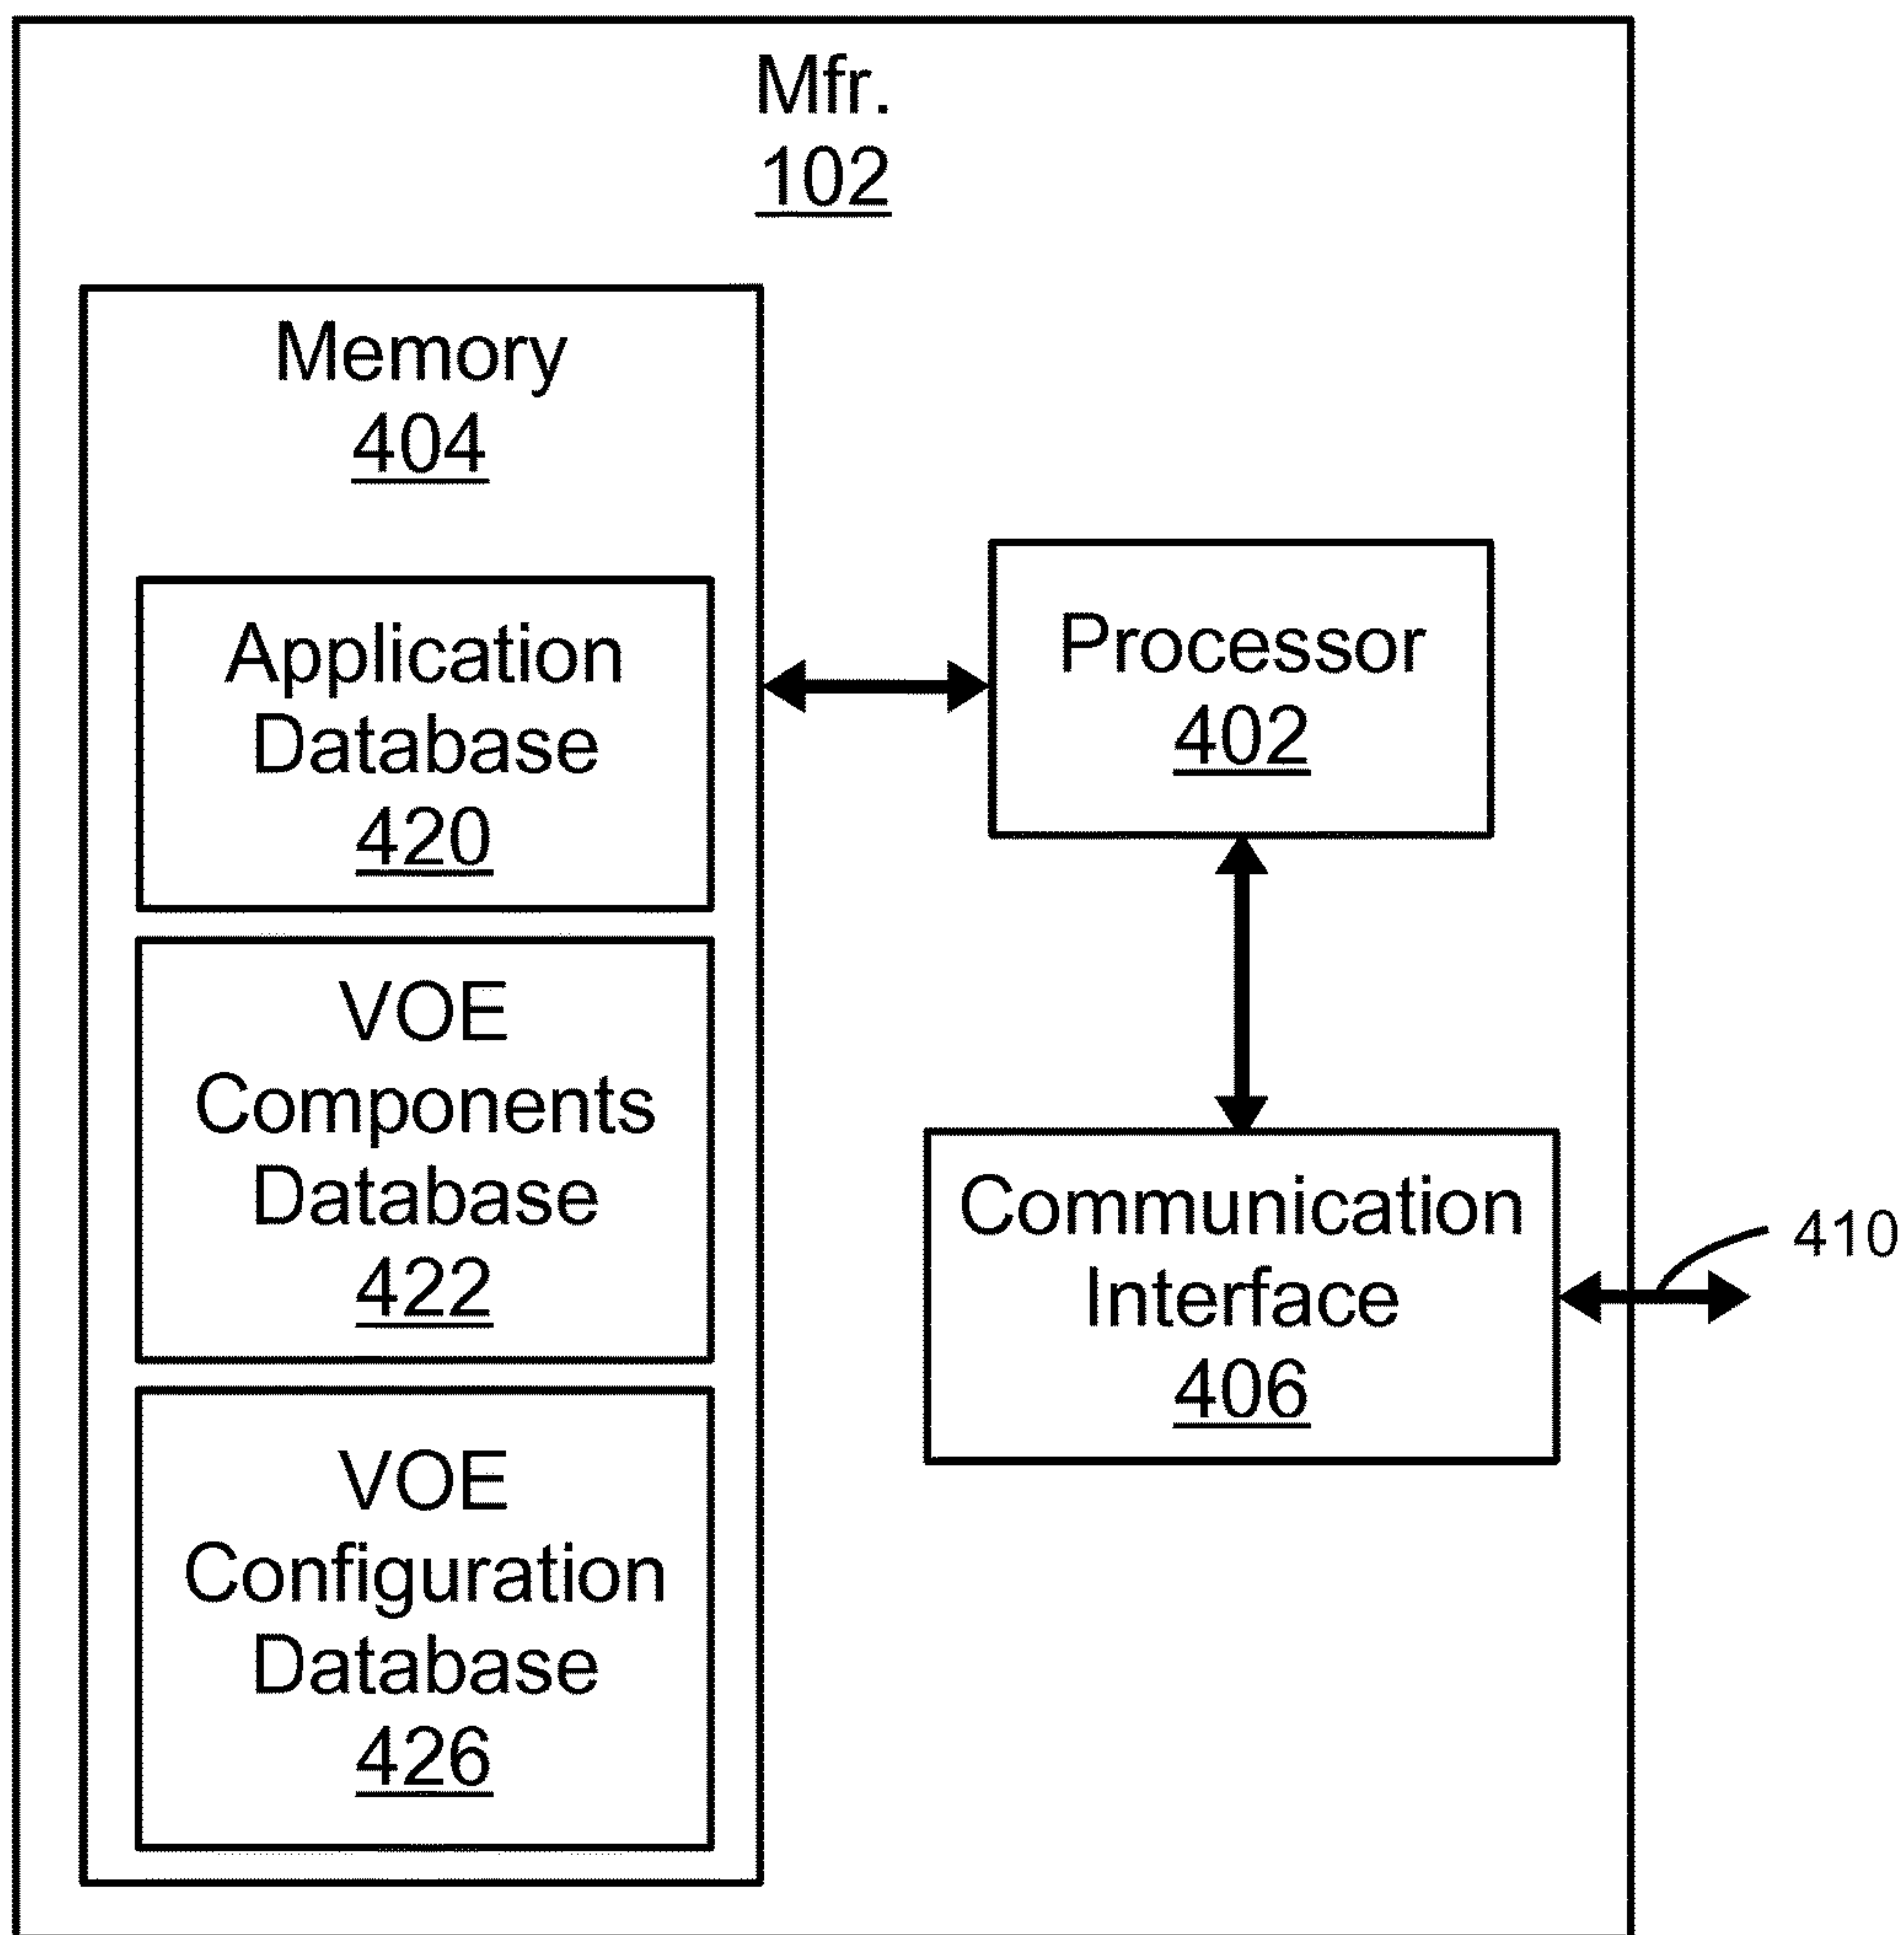 Mfr.
102
Memory
404
Application
Database
420
VOE
Components
Database
422
VOE
Configuration
Database
426
Processor
402
Communication
Interface
406
410